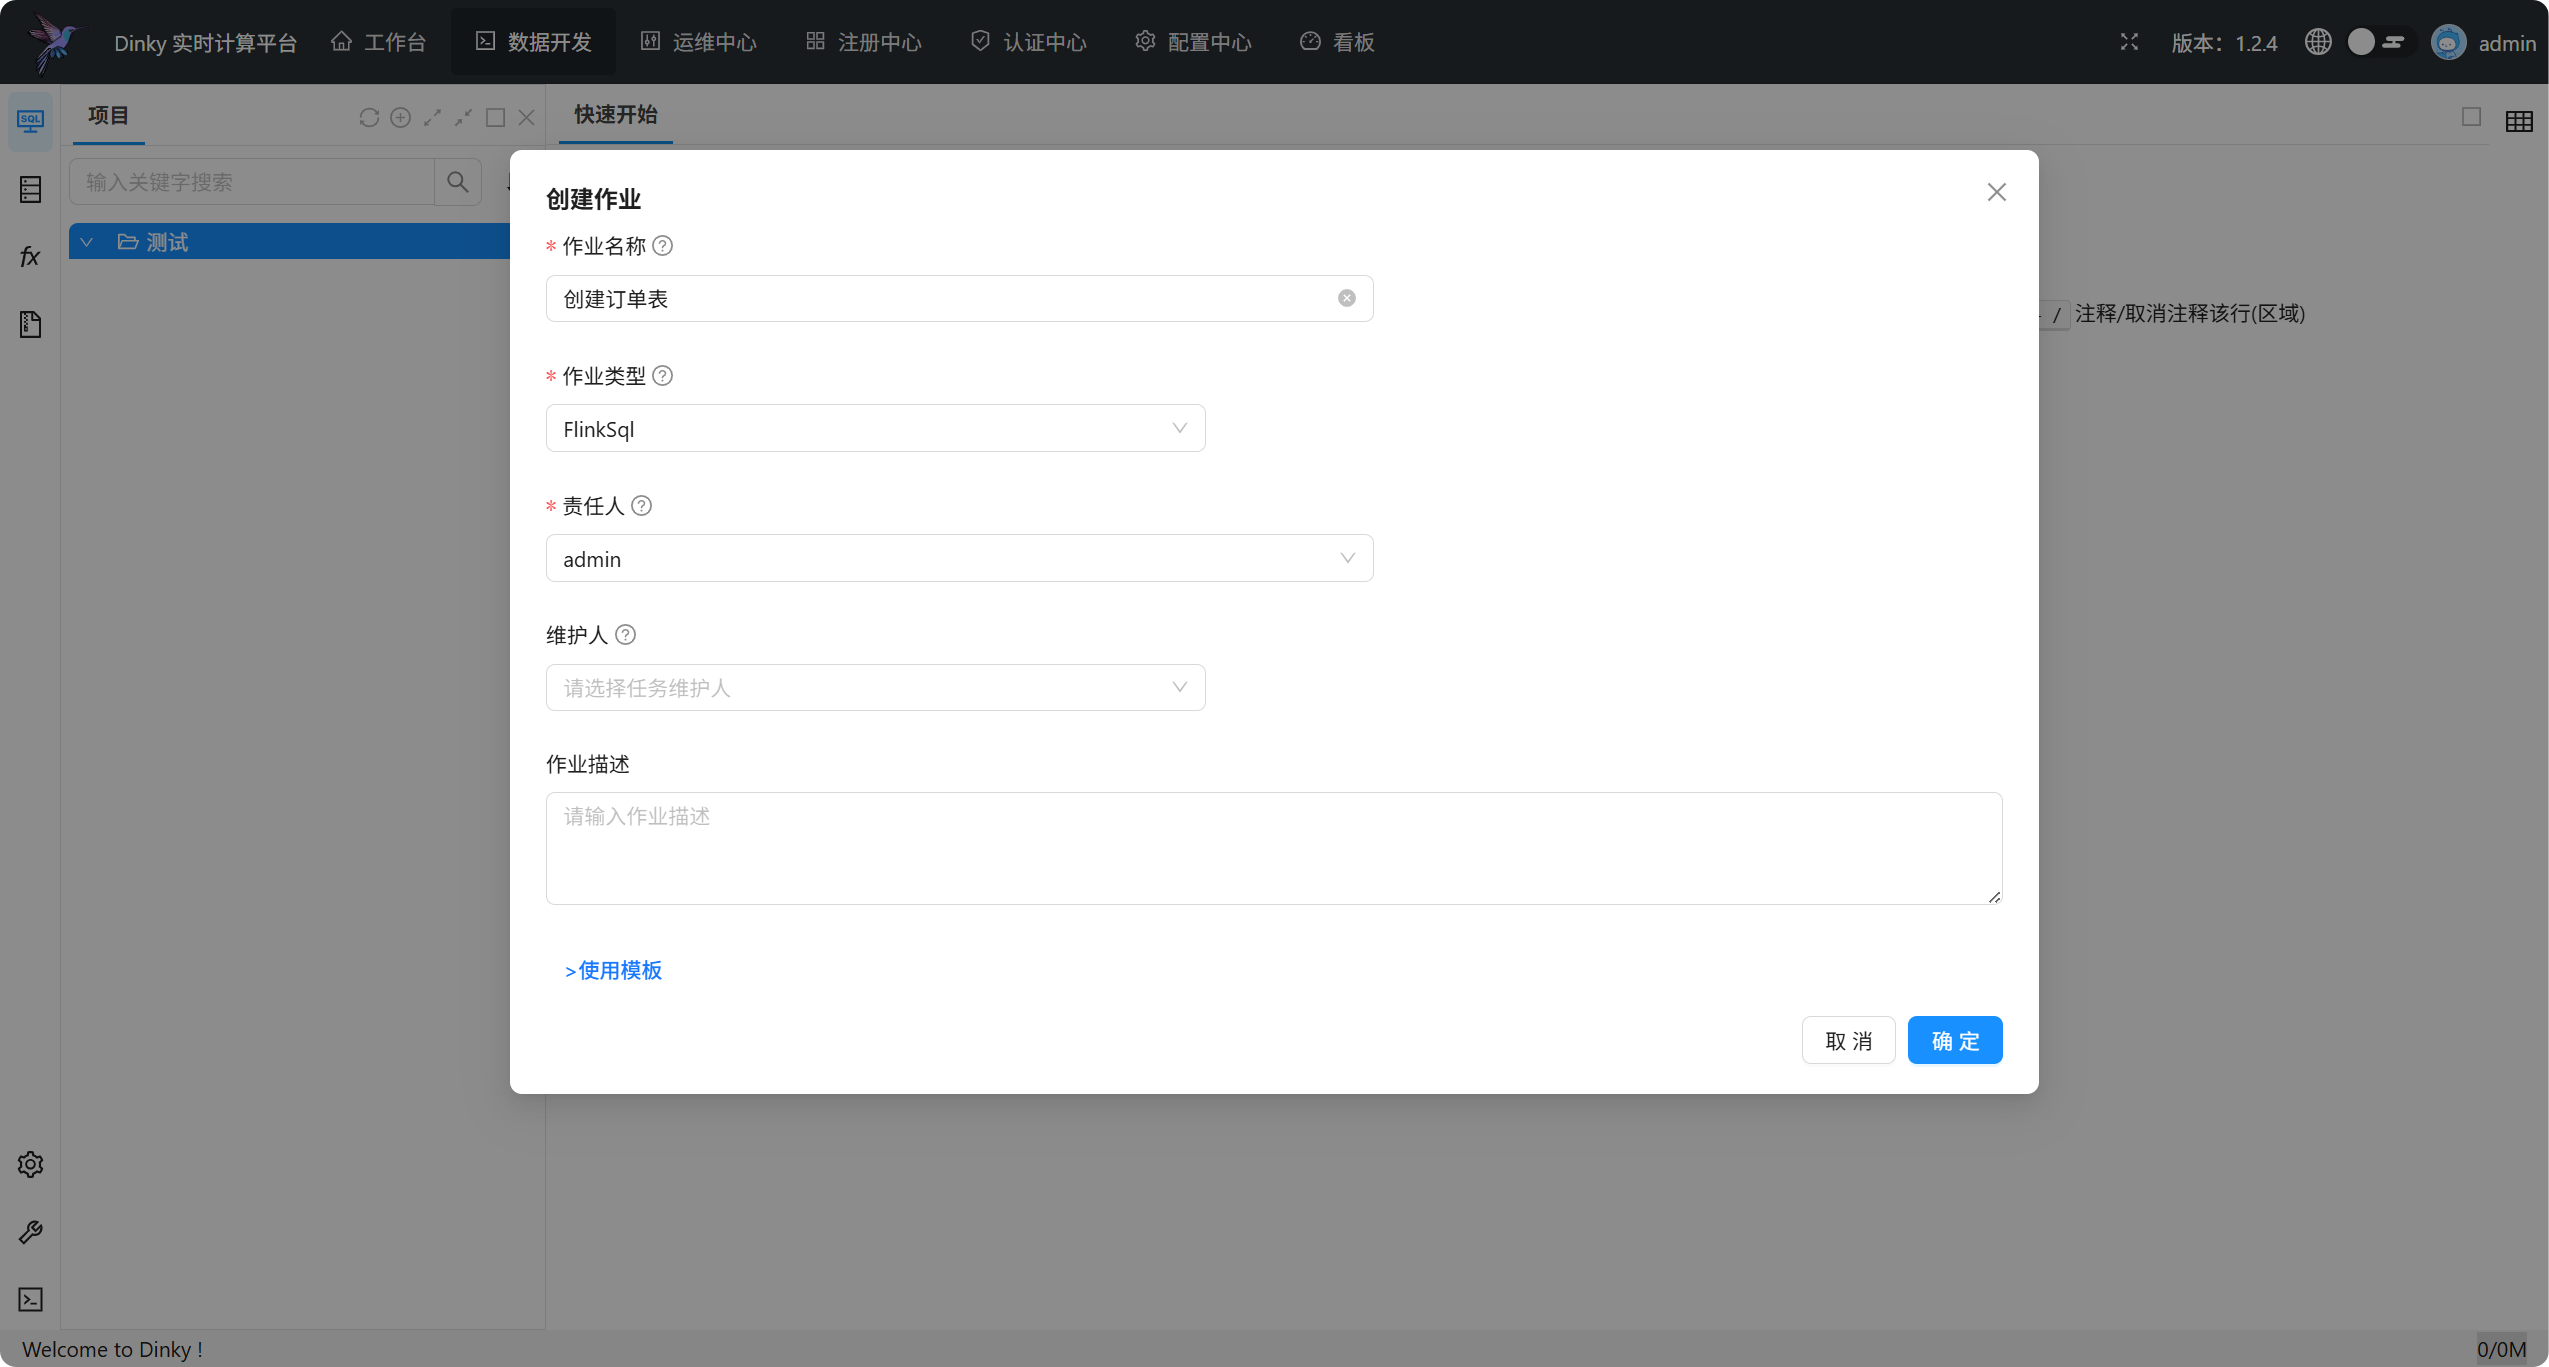 Dinky 实时计算平台 工作台 数据开发 运维中心 注册中心 认证中心 配置中心 看板 版本：1.2.4 admin
项目
快速开始
输入关键字搜索
测试
创建作业
* 作业名称
创建订单表
/ 注释/取消注释该行(区域)
* 作业类型
FlinkSql
* 责任人
admin
维护人
请选择任务维护人
作业描述
请输入作业描述
>使用模板
取 消 确 定
Welcome to Dinky !
0/0M